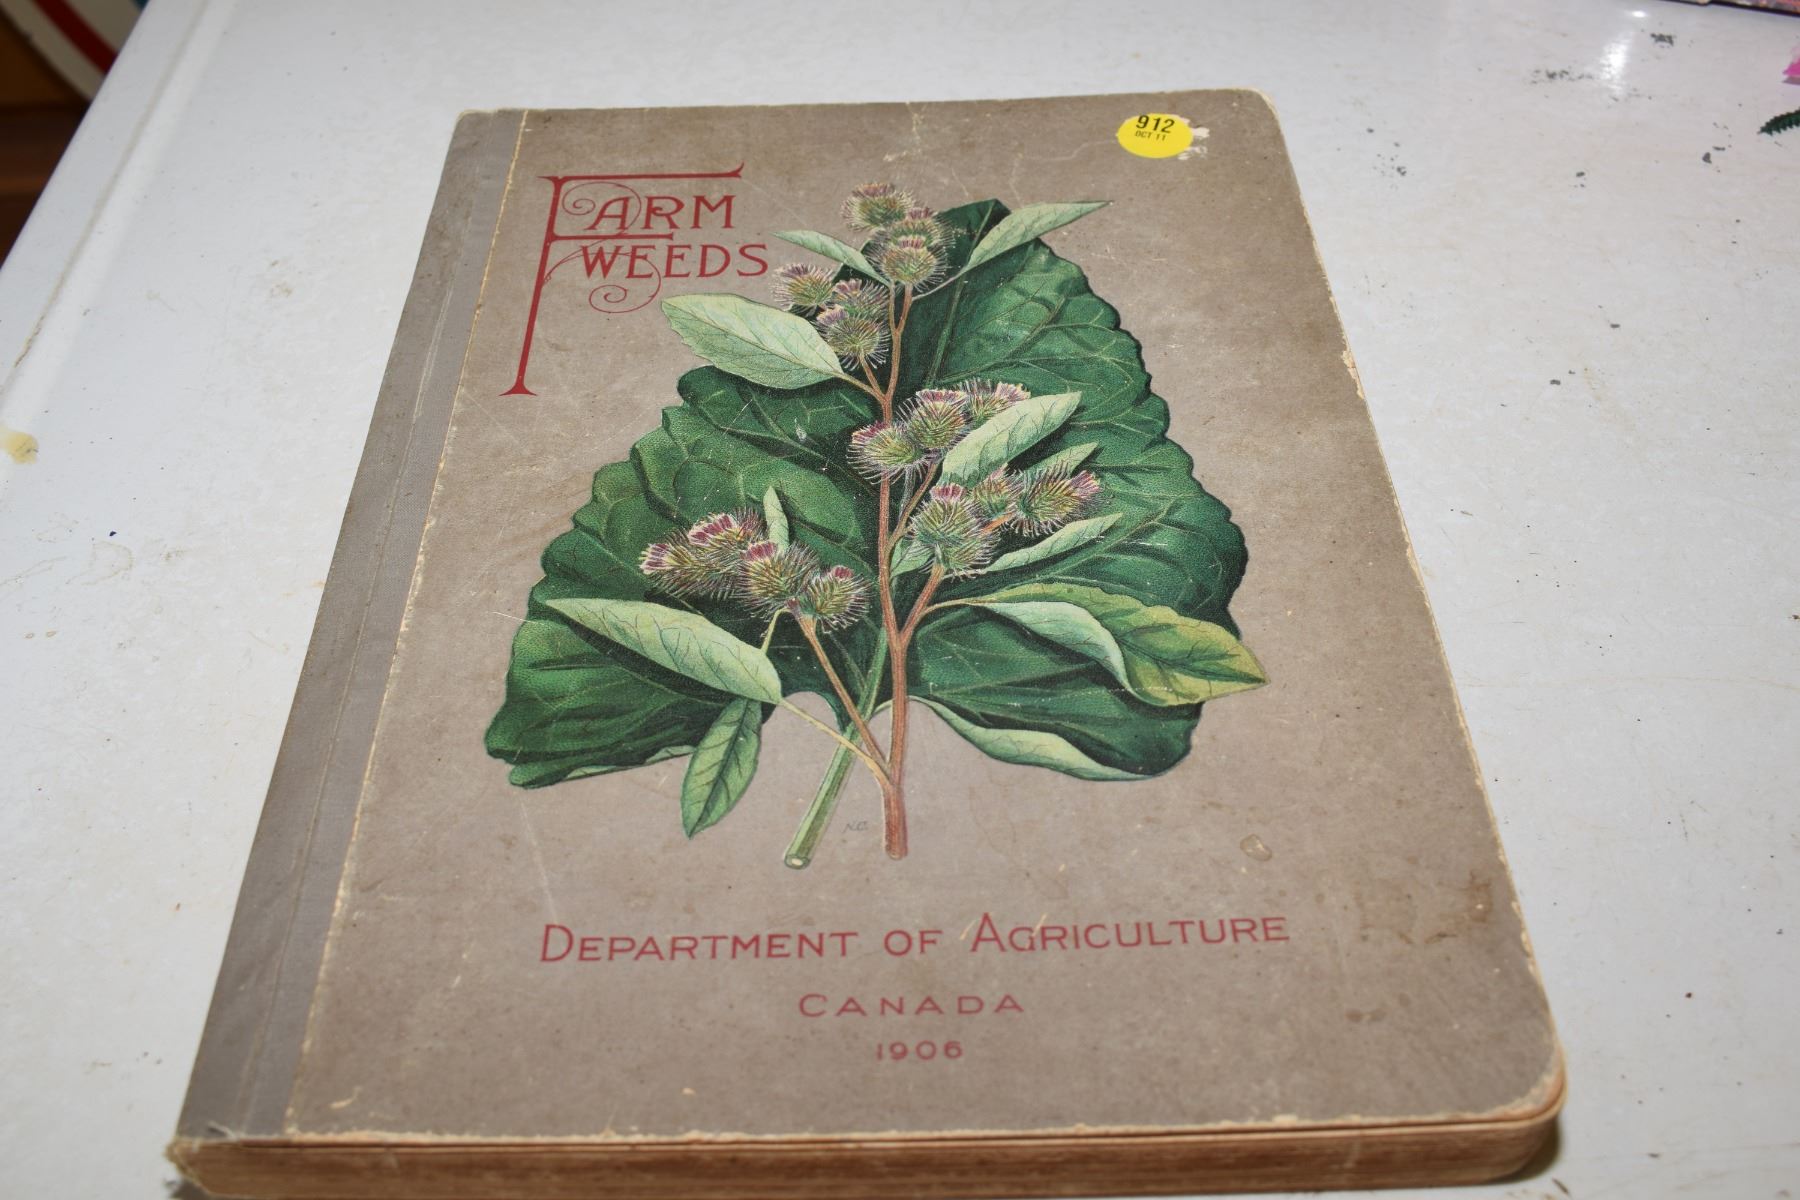 912
OCT 11
FARM
WEEDS
N.C.
DEPARTMENT OF AGRICULTURE
CANADA
1906